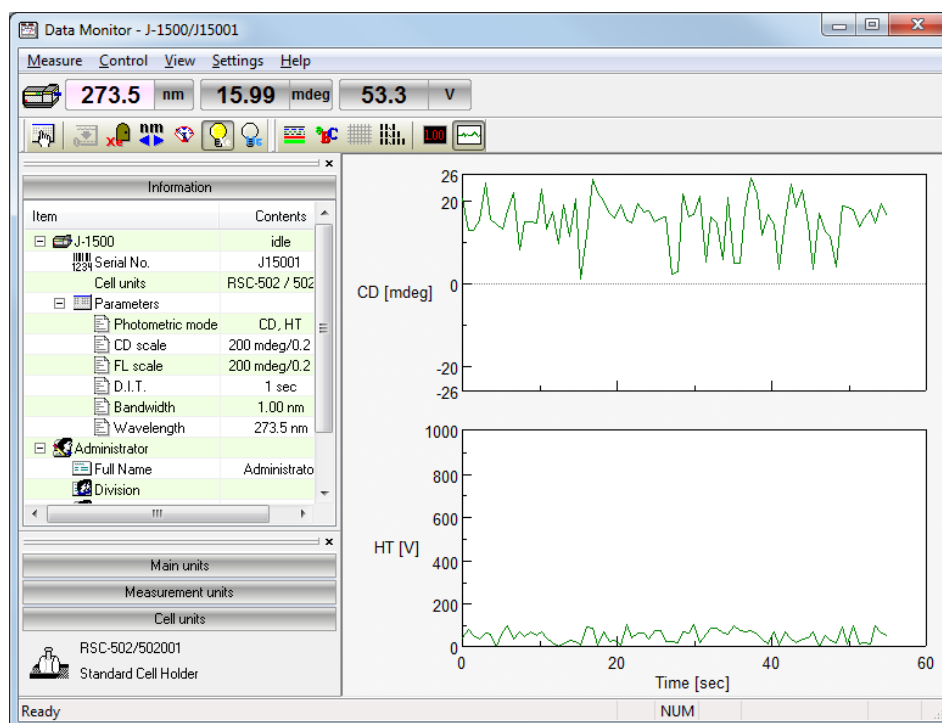 Data Monitor - J-1500/J15001
Measure Control View Settings Help
273.5 nm 15.99 mdeg 53.3 V
xe nm BC 1.00
Information
Item Contents
J-1500 idle
1234 Serial No. J15001
Cell units RSC-502 / 502
Parameters
Photometric mode CD, HT
CD scale 200 mdeg/0.2
FL scale 200 mdeg/0.2
D.I.T. 1 sec
Bandwidth 1.00 nm
Wavelength 273.5 nm
Administrator
Full Name Administrato
Division
Main units
Measurement units
Cell units
RSC-502/502001
Standard Cell Holder
26
20
CD [mdeg]
0
-20
-26
1000
800
600
HT [V]
400
200
0
0 20 40 60
Time [sec]
Ready NUM